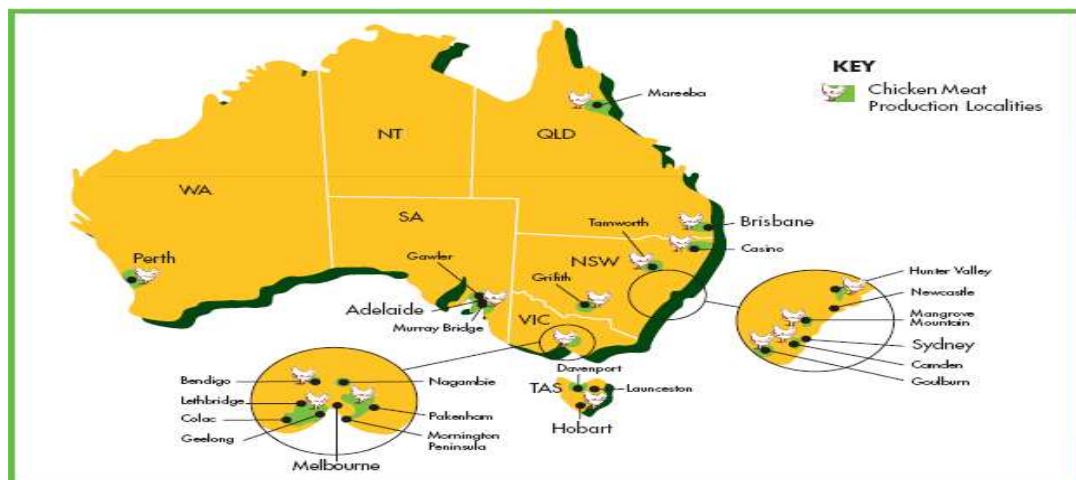 KEY
Chicken Meat
Production Localities
Mareeba
NT
QLD
WA
SA
Tamworth
Brisbane
Casino
Perth
Gawler
NSW
Grifith
Hunter Valley
Adelaide
Newcastle
Murray Bridge
VIC
Mangrove
Mountain
Sydney
Camden
Goulburn
Davenport
Bendigo
Nagambie
TAS
Launceston
Lethbridge
Colac
Pakenham
Hobart
Geelong
Mornington
Peninsula
Melbourne